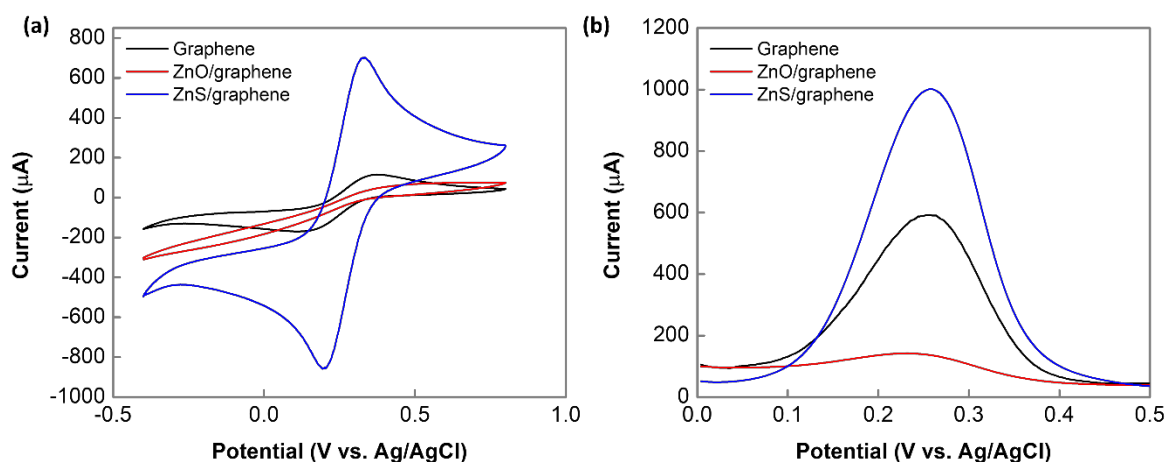 (a)
800
600
400
200
0
-200
-400
-600
-800
-1000
Current (μA)
Graphene
ZnO/graphene
ZnS/graphene
-0.5
0.0
0.5
1.0
Potential (V vs. Ag/AgCl)
(b)
1200
1000
800
600
400
200
0
Current (μA)
Graphene
ZnO/graphene
ZnS/graphene
0.0
0.1
0.2
0.3
0.4
0.5
Potential (V vs. Ag/AgCl)